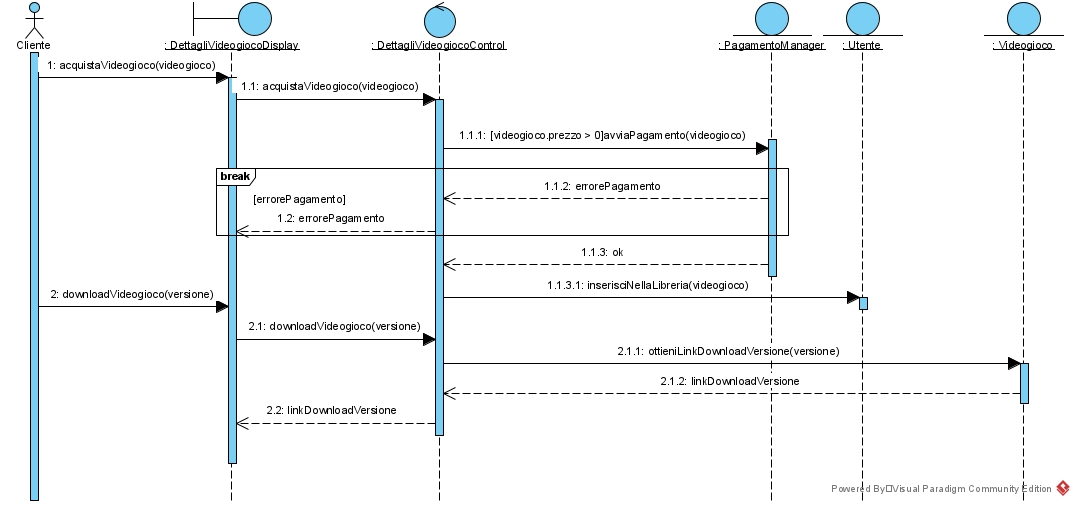 Cliente
: DettagliVideogiocoDisplay
: DettagliVideogiocoControl
: PagamentoManager
: Utente
: Videogioco
1: acquistaVideogioco(videogioco)
1.1: acquistaVideogioco(videogioco)
1.1.1: [videogioco.prezzo > 0]avviaPagamento(videogioco)
break
1.1.2: errorePagamento
[errorePagamento]
1.2: errorePagamento
1.1.3: ok
1.1.3.1: inserisciNellaLibreria(videogioco)
2: downloadVideogioco(versione)
2.1: downloadVideogioco(versione)
2.1.1: ottieniLinkDownloadVersione(versione)
2.1.2: linkDownloadVersione
2.2: linkDownloadVersione
Powered By Visual Paradigm Community Edition